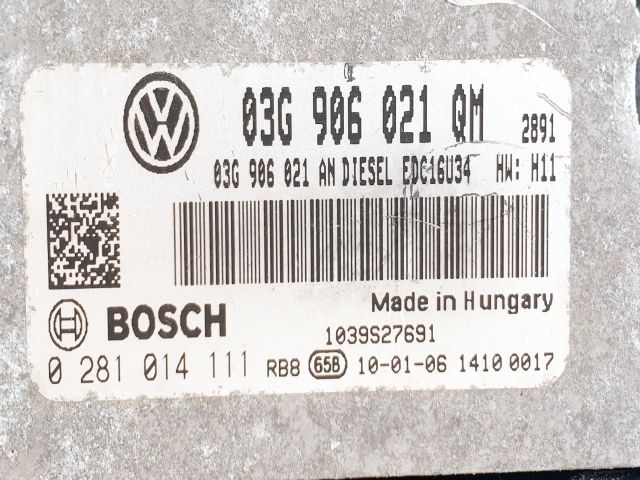 03G 906 021 QM 2891
03G 906 021 AN DIESEL EDC16U34 HW: H11
Made in Hungary
BOSCH
1039S27691
0 281 014 111 RB8 658 10-01-06 1410 0017